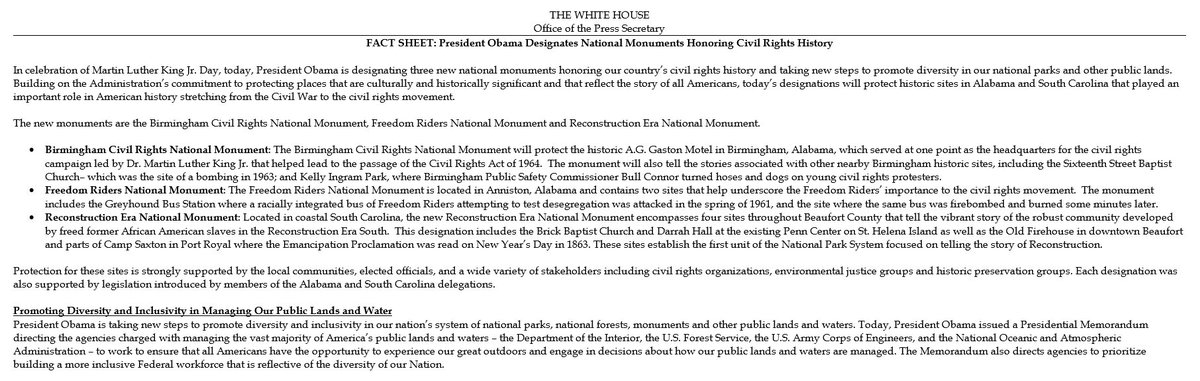 THE WHITE HOUSE
Office of the Press Secretary
FACT SHEET: President Obama Designates National Monuments Honoring Civil Rights History
In celebration of Martin Luther King Jr. Day, today, President Obama is designating three new national monuments honoring our country's civil rights history and taking new steps to promote diversity in our national parks and other public lands.
Building on the Administration's commitment to protecting places that are culturally and historically significant and that reflect the story of all Americans, today's designations will protect historic sites in Alabama and South Carolina that played an
important role in American history stretching from the Civil War to the civil rights movement.
The new monuments are the Birmingham Civil Rights National Monument, Freedom Riders National Monument and Reconstruction Era National Monument.
• Birmingham Civil Rights National Monument: The Birmingham Civil Rights National Monument will protect the historic A.G. Gaston Motel in Birmingham, Alabama, which served at one point as the headquarters for the civil rights
campaign led by Dr. Martin Luther King Jr. that helped lead to the passage of the Civil Rights Act of 1964. The monument will also tell the stories associated with other nearby Birmingham historic sites, including the Sixteenth Street Baptist
Church– which was the site of a bombing in 1963; and Kelly Ingram Park, where Birmingham Public Safety Commissioner Bull Connor turned hoses and dogs on young civil rights protesters.
• Freedom Riders National Monument: The Freedom Riders National Monument is located in Anniston, Alabama and contains two sites that help underscore the Freedom Riders' importance to the civil rights movement. The monument
includes the Greyhound Bus Station where a racially integrated bus of Freedom Riders attempting to test desegregation was attacked in the spring of 1961, and the site where the same bus was firebombed and burned some minutes later.
• Reconstruction Era National Monument: Located in coastal South Carolina, the new Reconstruction Era National Monument encompasses four sites throughout Beaufort County that tell the vibrant story of the robust community developed
by freed former African American slaves in the Reconstruction Era South. This designation includes the Brick Baptist Church and Darrah Hall at the existing Penn Center on St. Helena Island as well as the Old Firehouse in downtown Beaufort
and parts of Camp Saxton in Port Royal where the Emancipation Proclamation was read on New Year's Day in 1863. These sites establish the first unit of the National Park System focused on telling the story of Reconstruction.
Protection for these sites is strongly supported by the local communities, elected officials, and a wide variety of stakeholders including civil rights organizations, environmental justice groups and historic preservation groups. Each designation was
also supported by legislation introduced by members of the Alabama and South Carolina delegations.
Promoting Diversity and Inclusivity in Managing Our Public Lands and Water
President Obama is taking new steps to promote diversity and inclusivity in our nation's system of national parks, national forests, monuments and other public lands and waters. Today, President Obama issued a Presidential Memorandum
directing the agencies charged with managing the vast majority of America's public lands and waters – the Department of the Interior, the U.S. Forest Service, the U.S. Army Corps of Engineers, and the National Oceanic and Atmospheric
Administration – to work to ensure that all Americans have the opportunity to experience our great outdoors and engage in decisions about how our public lands and waters are managed. The Memorandum also directs agencies to prioritize
building a more inclusive Federal workforce that is reflective of the diversity of our Nation.